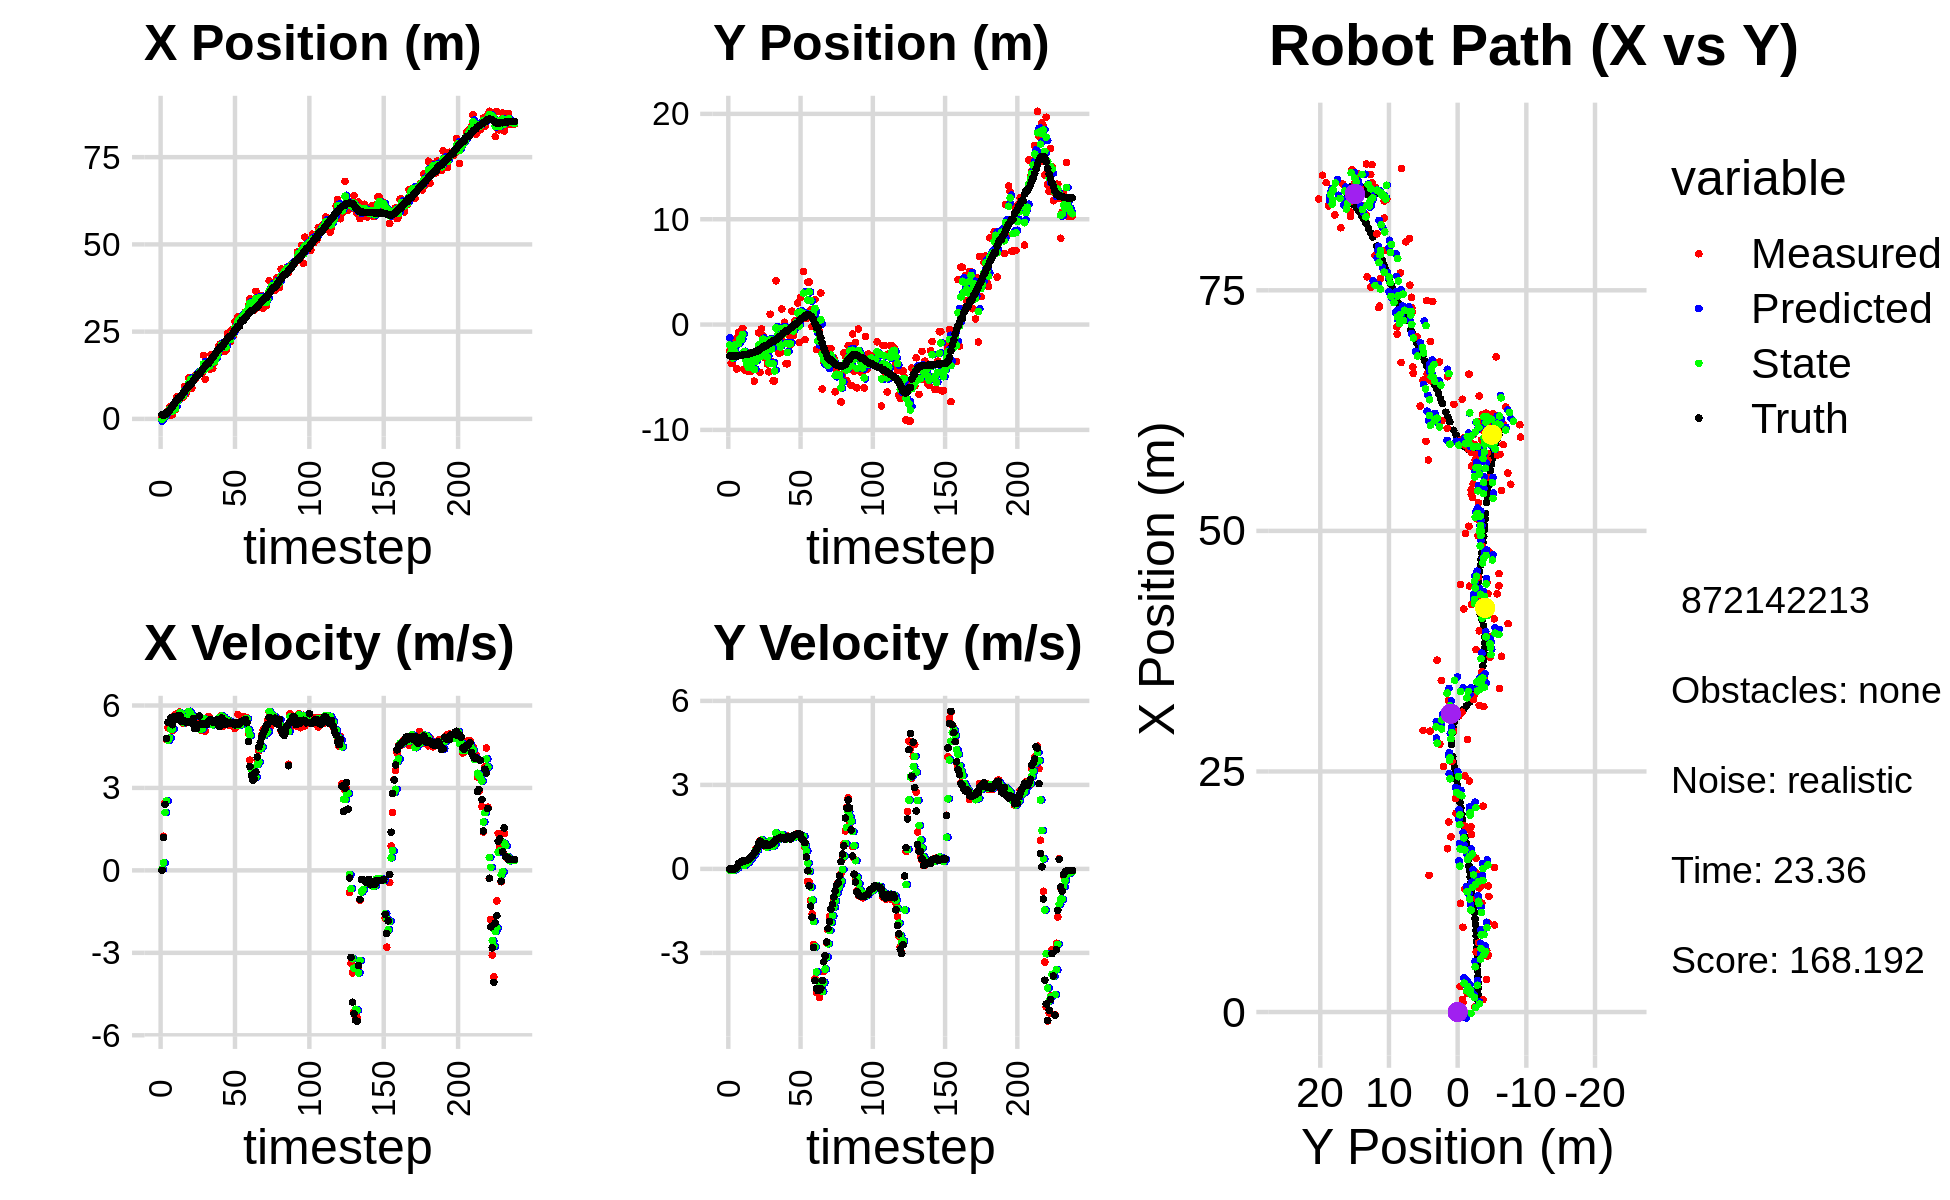 X Position (m)
75
50
25
0
0
50
100
150
200
timestep
Y Position (m)
20
10
0
-10
0
50
100
150
200
timestep
X Velocity (m/s)
6
3
0
-3
-6
0
50
100
150
200
timestep
Y Velocity (m/s)
6
3
0
-3
0
50
100
150
200
timestep
Robot Path (X vs Y)
X Position (m)
75
50
25
0
20 10 0 -10 -20
Y Position (m)
variable
Measured
Predicted
State
Truth
872142213
Obstacles: none
Noise: realistic
Time: 23.36
Score: 168.192